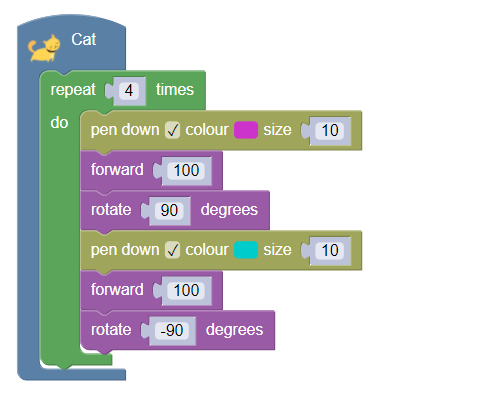 Cat
repeat 4 times
do
pen down ✓ colour size 10
forward 100
rotate 90 degrees
pen down ✓ colour size 10
forward 100
rotate -90 degrees